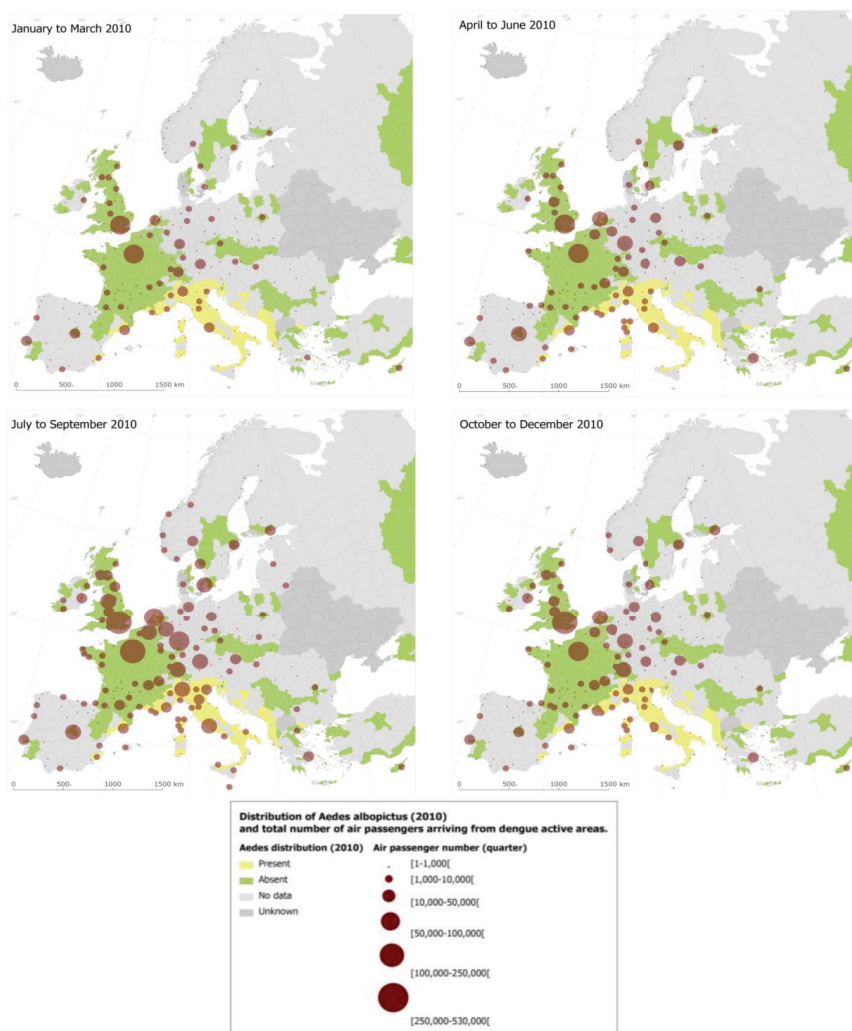 January to March 2010
April to June 2010
0 500 1000 1500 km
0 500 1000 1500 km
July to September 2010
October to December 2010
0 500 1000 1500 km
0 500 1000 1500 km
Distribution of Aedes albopictus (2010)
and total number of air passengers arriving from dengue active areas.
Aedes distribution (2010) Air passenger number (quarter)
Present [1-1,000[
Absent [1,000-10,000[
No data [10,000-50,000[
Unknown [50,000-100,000[
[100,000-250,000[
[250,000-530,000[